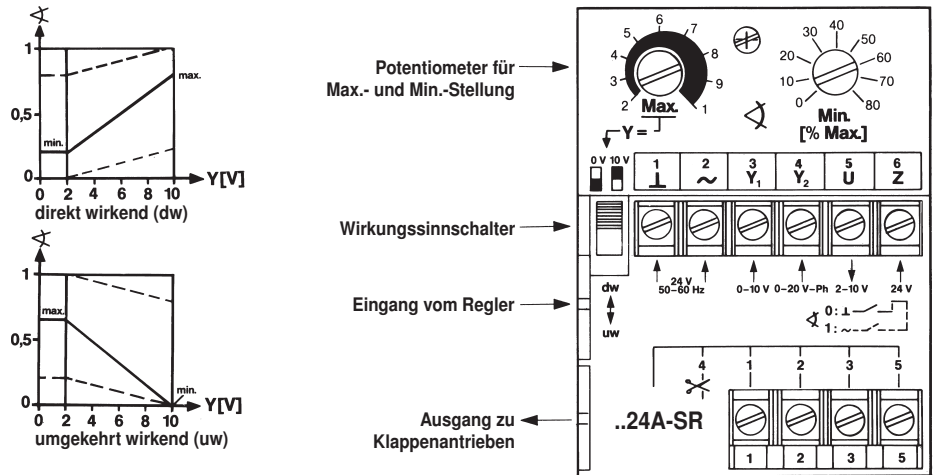 1
max.
0,5
min.
0
0 2 4 6 8 10 Y[V]
direkt wirkend (dw)
1
max.
0,5
min.
0
0 2 4 6 8 10 Y[V]
umgekehrt wirkend (uw)
Potentiometer für
Max.- und Min.-Stellung
Wirkungssinnschalter
Eingang vom Regler
Ausgang zu
Klappenantrieben
1 2 3 4 5 6 7 8 9
Max.
Y =
0 10 20 30 40 50 60 70 80
Min.
[% Max.]
0 V 10 V
1 2 3 4 5 6
⊥ ~ Y₁ Y₂ U Z
24 V
50–60 Hz
0–10 V 0–20 V–Ph 2–10 V 24 V
dw
uw
0: ⊥
1: ~
4 1 2 3 5
..24A-SR
1 2 3 5